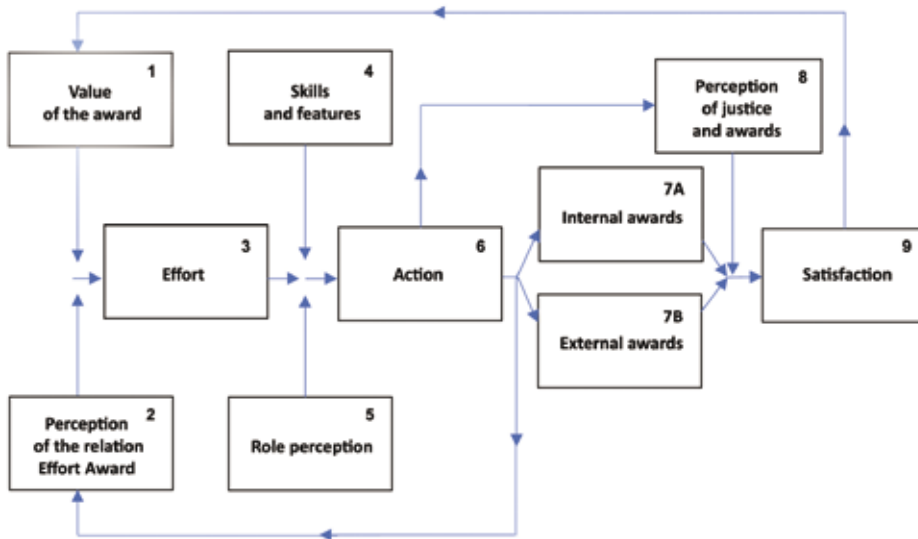 1
Value
of the award
4
Skills
and features
8
Perception
of justice
and awards
7A
Internal awards
3
Effort
6
Action
9
Satisfaction
7B
External awards
2
Perception
of the relation
Effort Award
5
Role perception